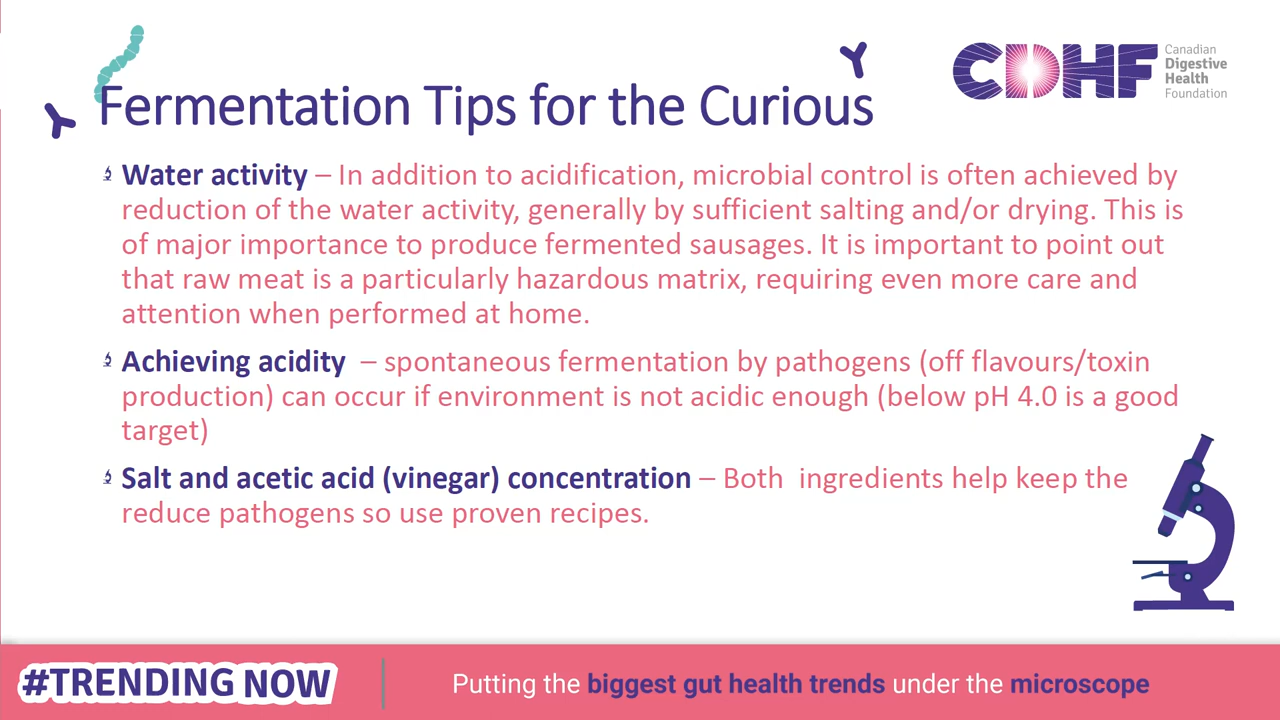 Fermentation Tips for the Curious
CDHF
Canadian
Digestive
Health
Foundation
Water activity – In addition to acidification, microbial control is often achieved by
reduction of the water activity, generally by sufficient salting and/or drying. This is
of major importance to produce fermented sausages. It is important to point out
that raw meat is a particularly hazardous matrix, requiring even more care and
attention when performed at home.
Achieving acidity – spontaneous fermentation by pathogens (off flavours/toxin
production) can occur if environment is not acidic enough (below pH 4.0 is a good
target)
Salt and acetic acid (vinegar) concentration – Both ingredients help keep the
reduce pathogens so use proven recipes.
#TRENDING NOW
Putting the biggest gut health trends under the microscope